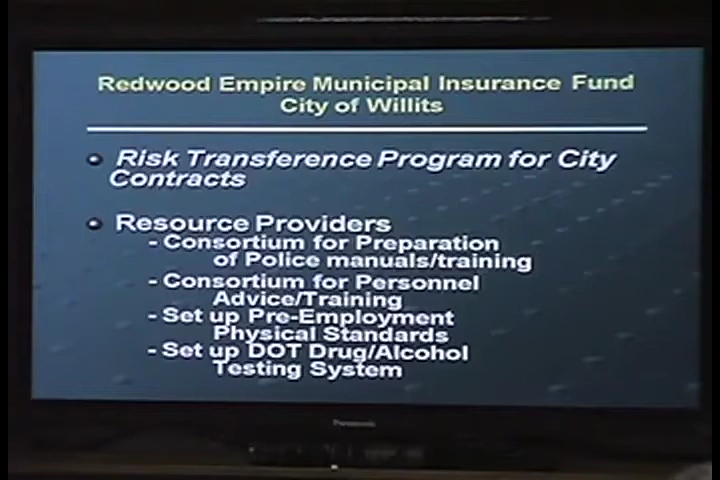 Redwood Empire Municipal Insurance Fund
City of Willits
Risk Transference Program for City
Contracts
Resource Providers
- Consortium for Preparation
of Police manuals/training
- Consortium for Personnel
Advice/Training
- Set up Pre-Employment
Physical Standards
- Set up DOT Drug/Alcohol
Testing System
Panasonic